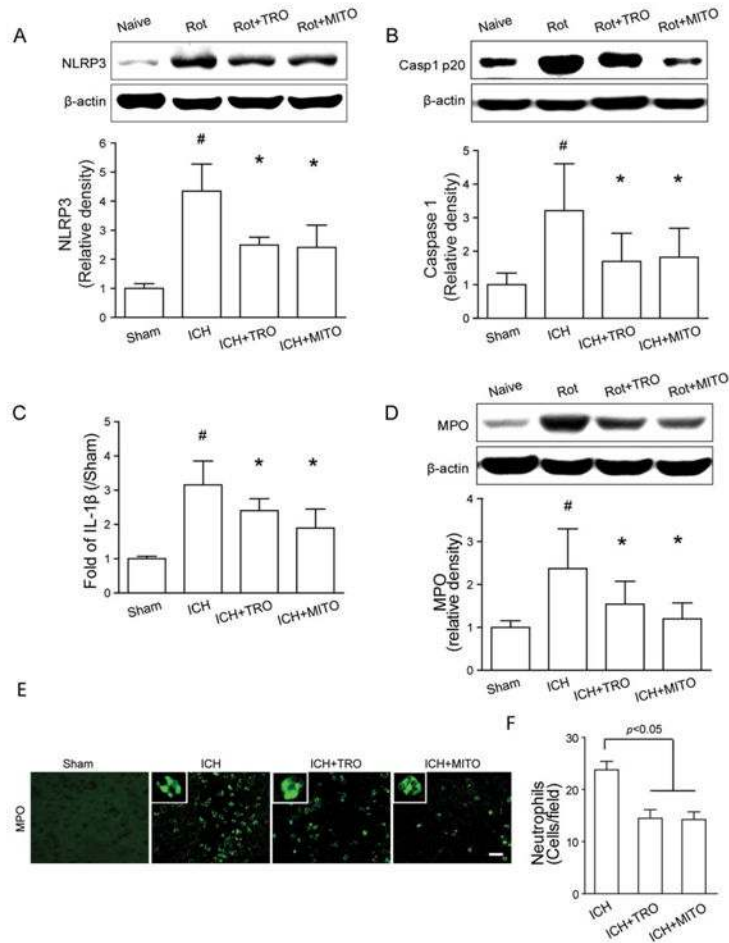 A
Naive Rot Rot+TRO Rot+MITO
NLRP3
β-actin
6
5
4
3
2
1
0
#
*
*
NLRP3
(Relative density)
Sham ICH ICH+TRO ICH+MITO
B
Naive Rot Rot+TRO Rot+MITO
Casp1 p20
β-actin
5
4
3
2
1
0
#
*
*
Caspase 1
(Relative density)
Sham ICH ICH+TRO ICH+MITO
C
5
4
3
2
1
0
#
*
*
Fold of IL-1β (/Sham)
Sham ICH ICH+TRO ICH+MITO
D
Naive Rot Rot+TRO Rot+MITO
MPO
β-actin
4
3
2
1
0
#
*
*
MPO
(relative density)
Sham ICH ICH+TRO ICH+MITO
E
Sham ICH ICH+TRO ICH+MITO
MPO
F
30
20
10
0
p<0.05
Neutrophils
(Cells/field)
ICH ICH+TRO ICH+MITO